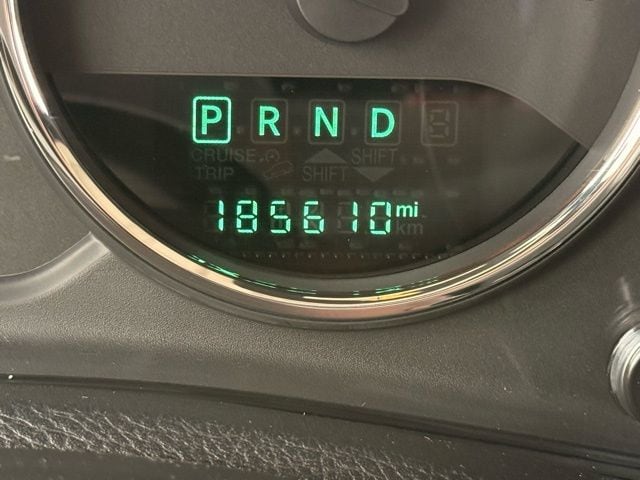 P R N D
CRUISE SHIFT
TRIP SHIFT
185610 mi
km